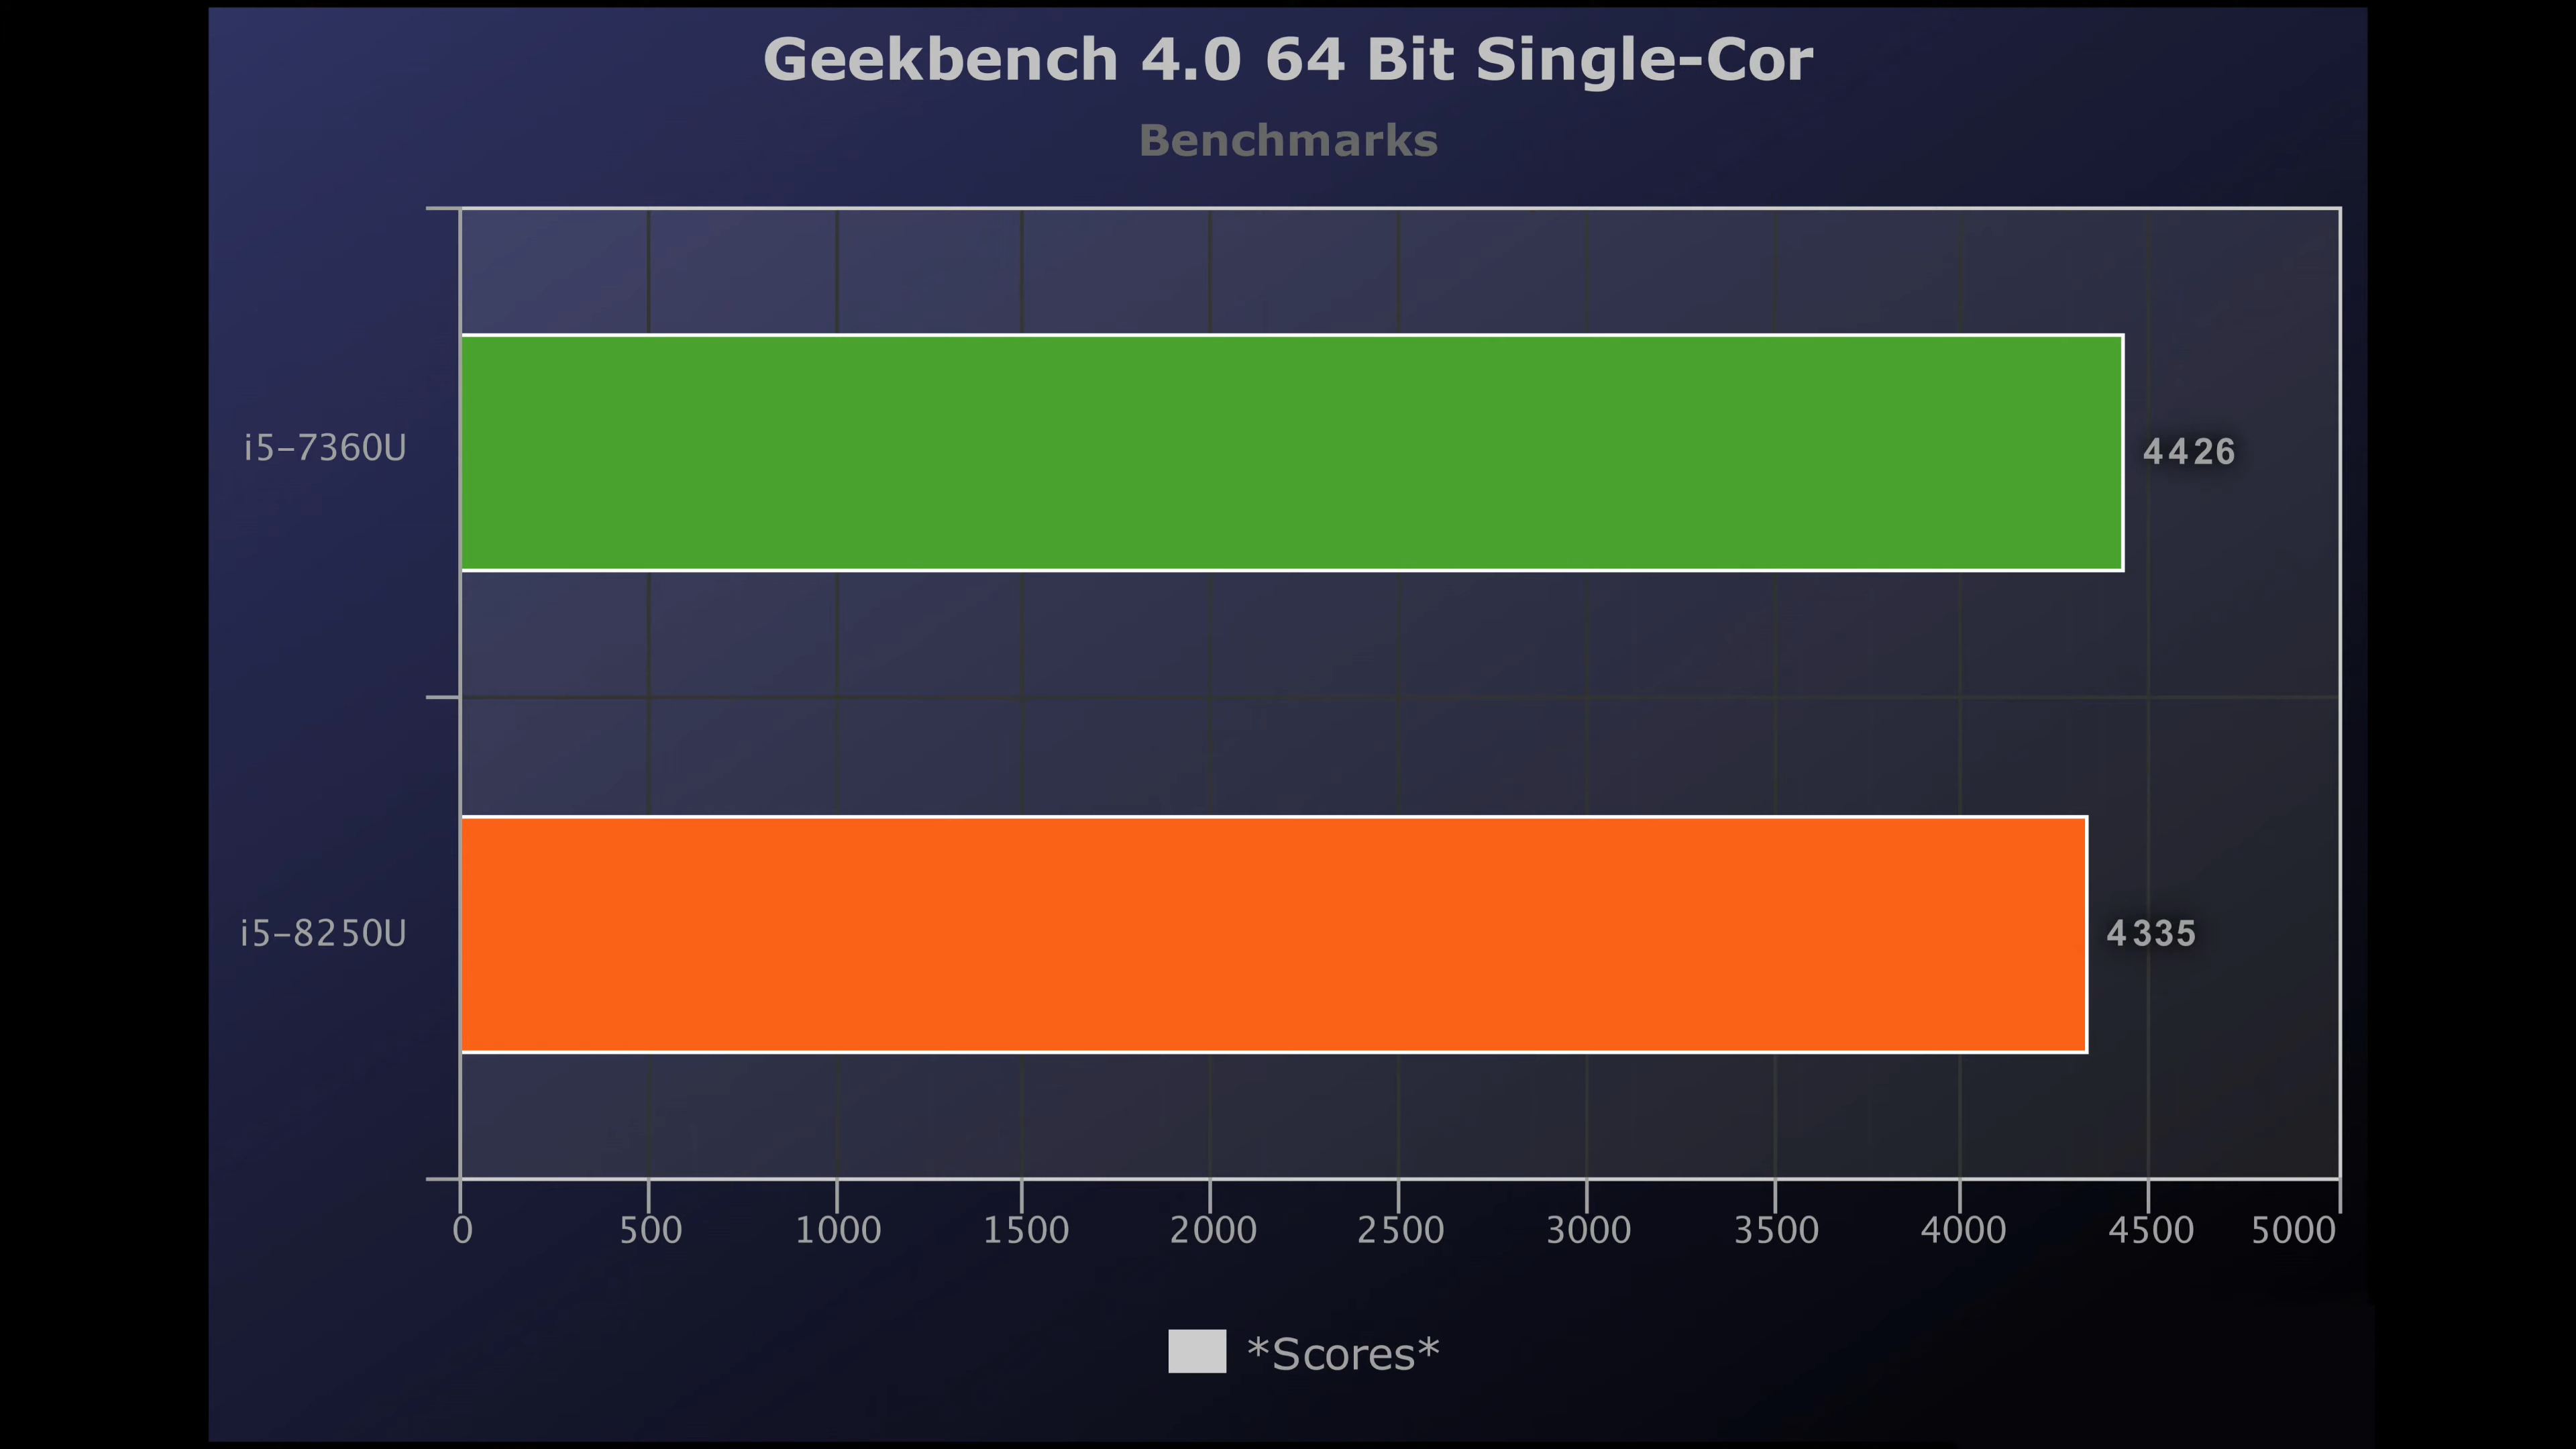 Geekbench 4.0 64 Bit Single-Cor
Benchmarks
i5-7360U
4426
i5-8250U
4335
0 500 1000 1500 2000 2500 3000 3500 4000 4500 5000
*Scores*